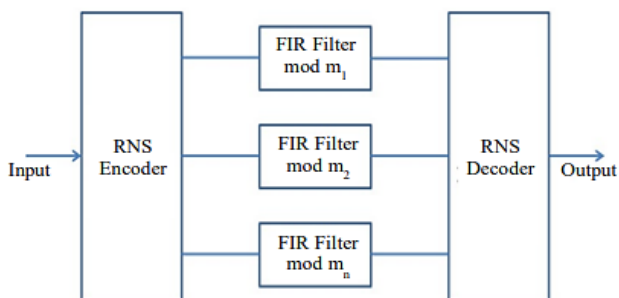 Input
RNS
Encoder
FIR Filter
mod m₁
FIR Filter
mod m₂
FIR Filter
mod mₙ
RNS
Decoder
Output